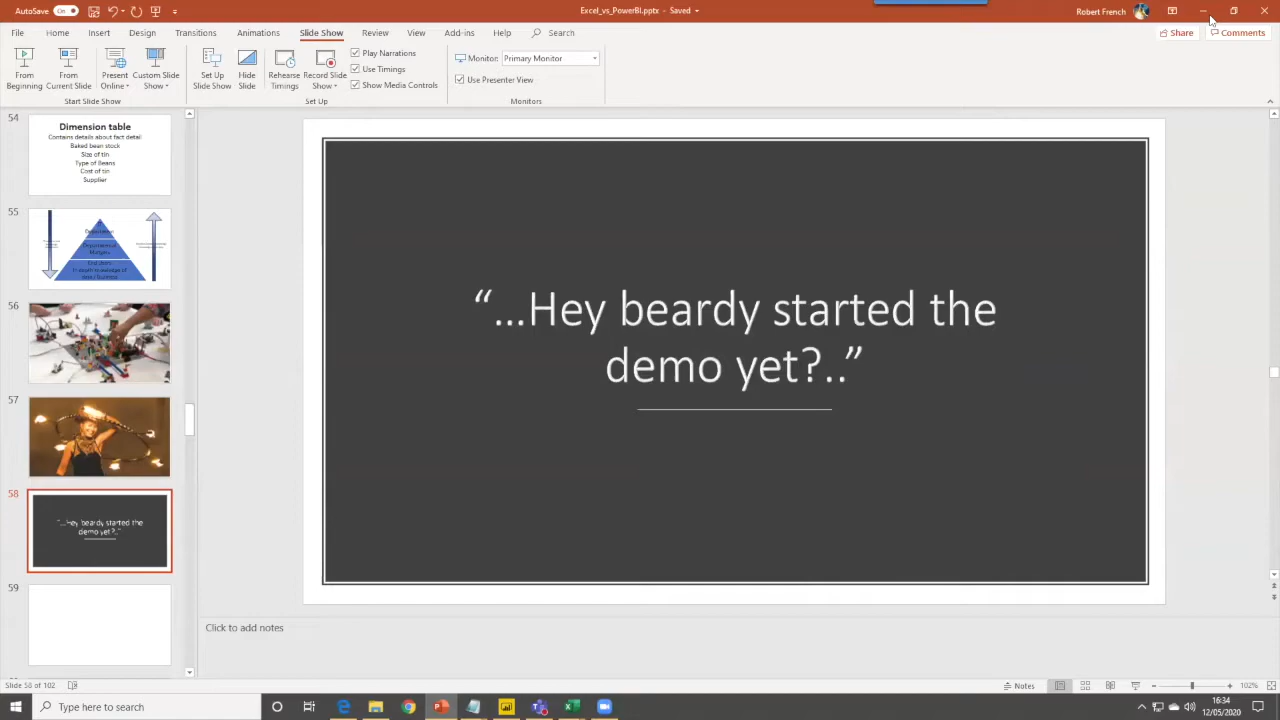 AutoSave
On
Excel_vs_PowerBI.pptx - Saved
Robert French
File
Home
Insert
Design
Transitions
Animations
Slide Show
Review
View
Add-ins
Help
Search
Share
Comments
From Beginning
From Current Slide
Present Online
Custom Slide Show
Set Up Slide Show
Hide Slide
Rehearse Timings
Record Slide Show
Play Narrations
Use Timings
Show Media Controls
Monitor: Primary Monitor
Use Presenter View
Start Slide Show
Set Up
Monitors
54
Dimension table
Contains details about fact detail
Baked bean stock
Size of tin
Type of Beans
Cost of tin
Supplier
55
56
57
58
"...Hey beardy started the
demo yet?.."
59
“...Hey beardy started the
demo yet?..”
Click to add notes
Slide 58 of 102
Notes
102%
Type here to search
16:34
12/05/2020